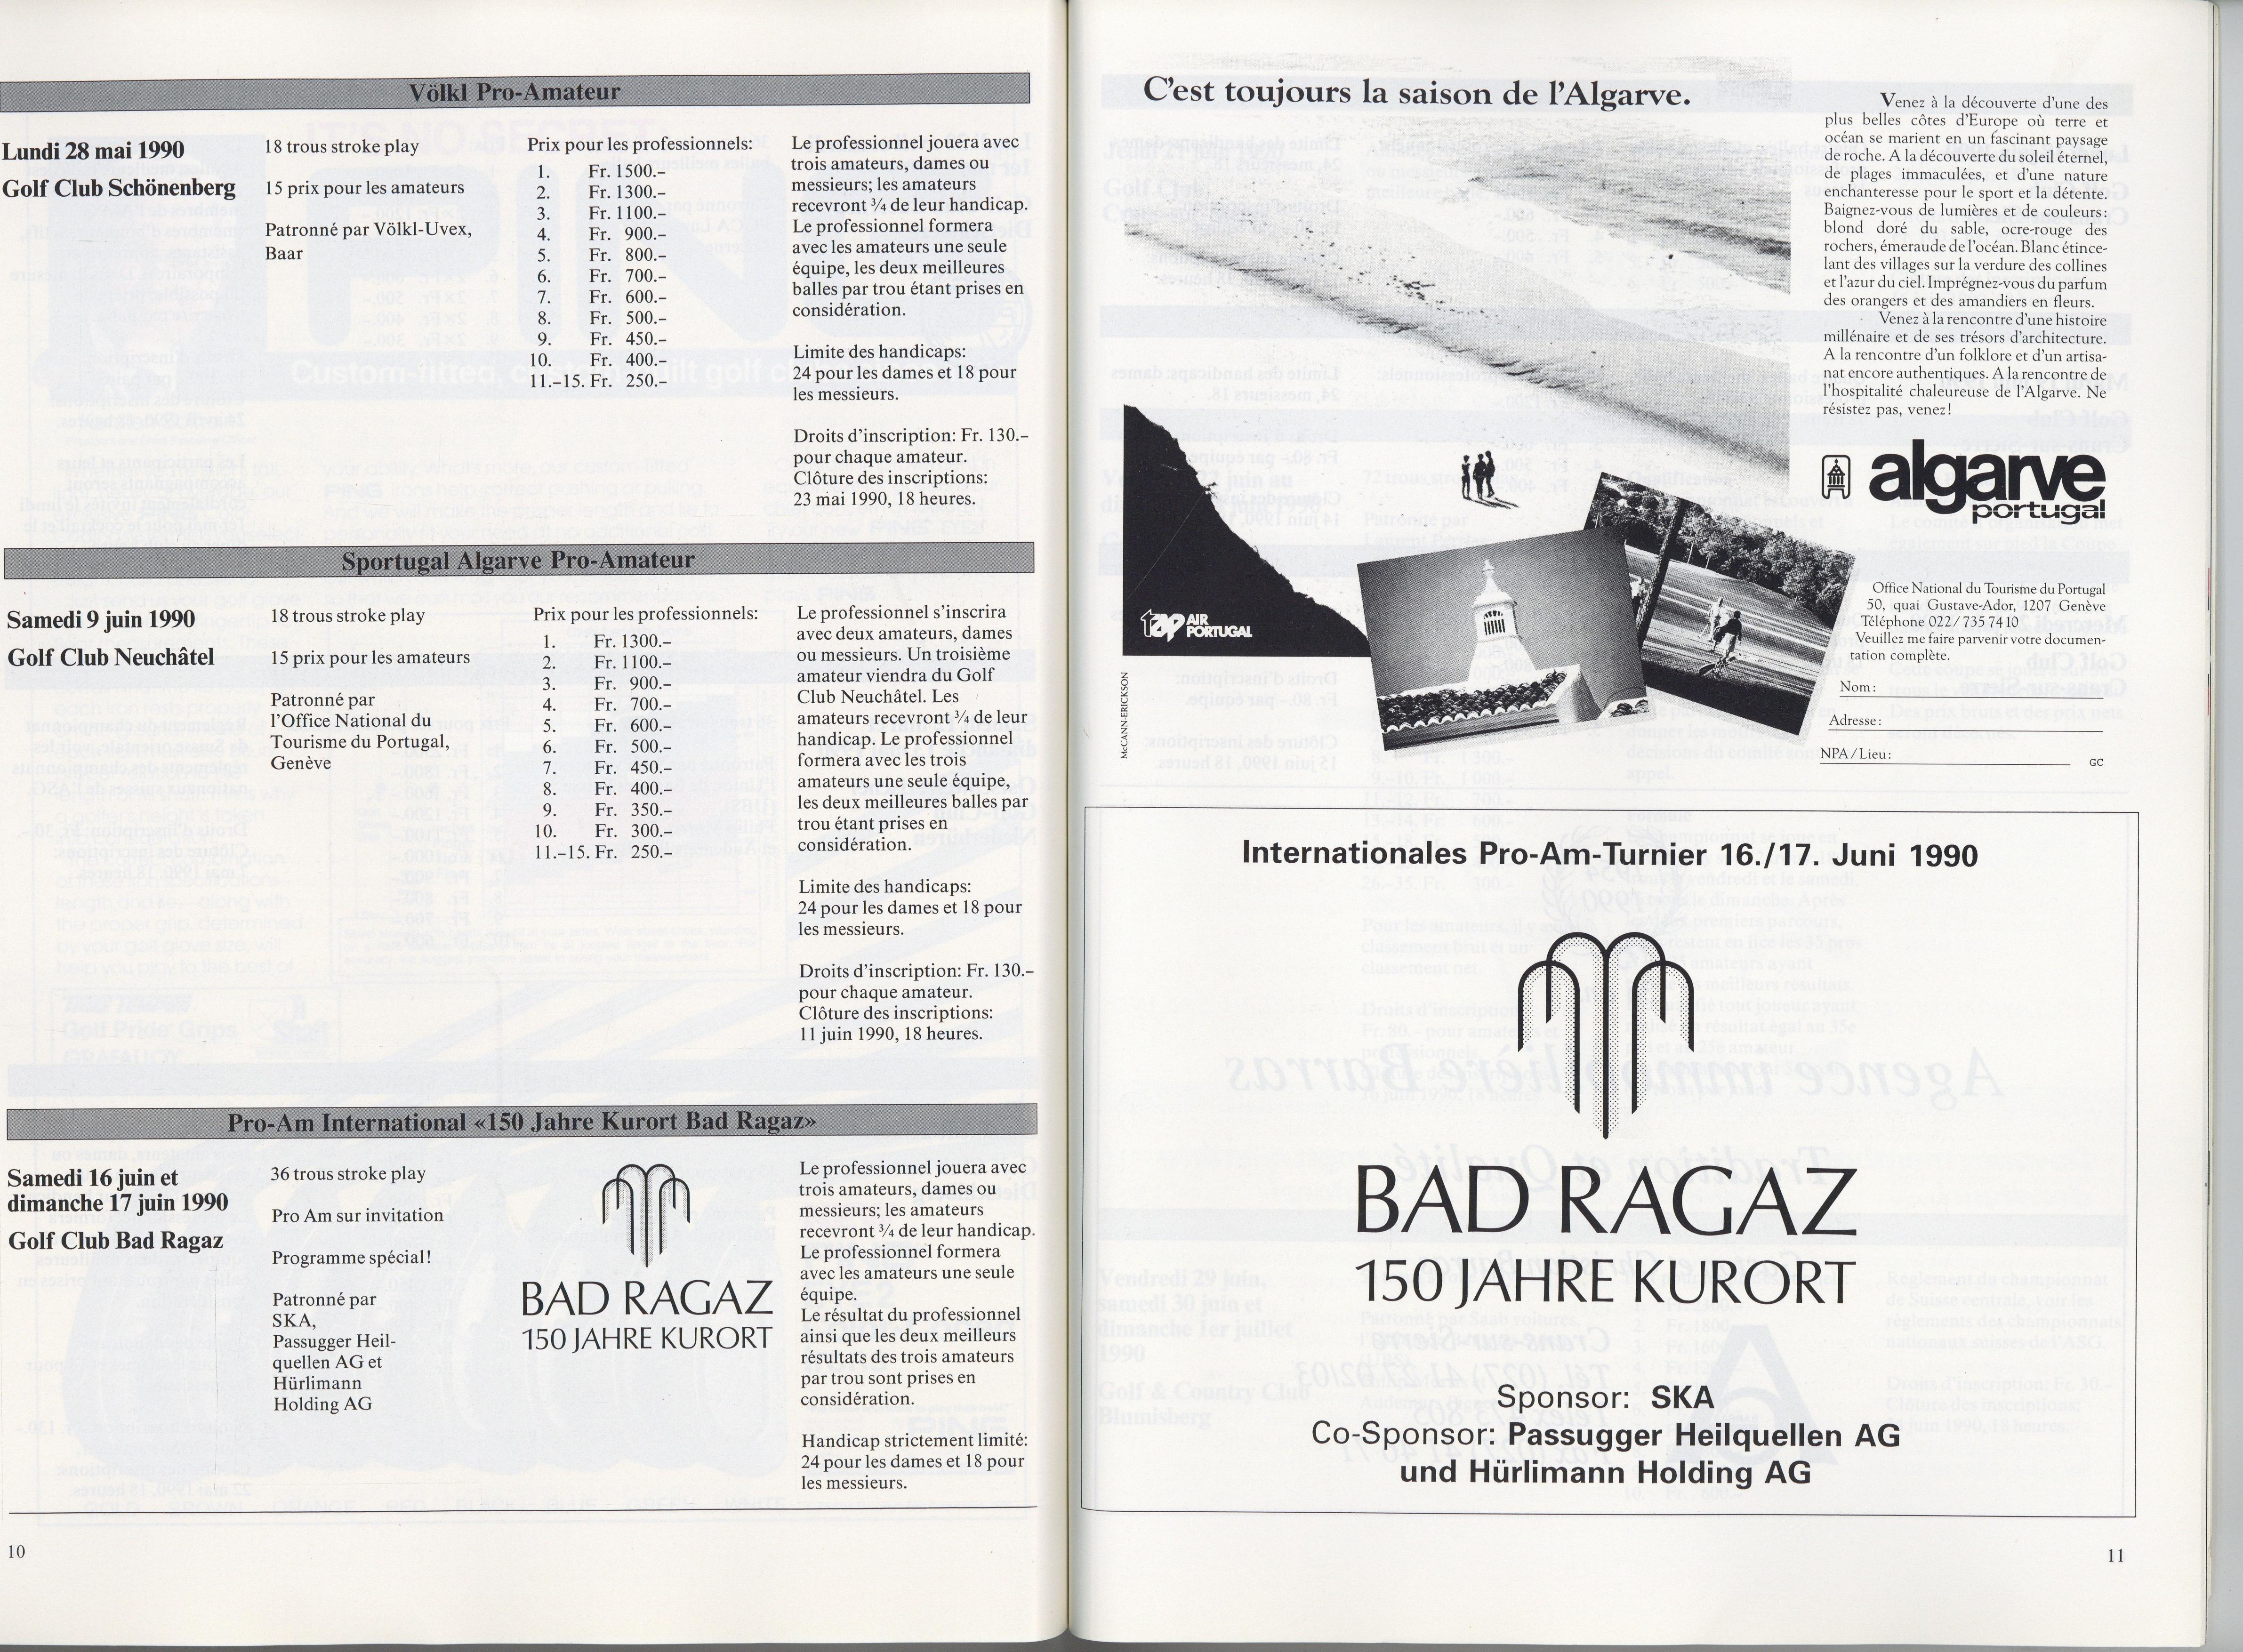 Völkl Pro-Amateur
Lundi 28 mai 1990
Golf Club Schönenberg
18 trous stroke play
15 prix pour les amateurs
Patronné par Völkl-Uvex,
Baar
Prix pour les professionnels:
1. Fr. 1500.–
2. Fr. 1300.–
3. Fr. 1100.–
4. Fr. 900.–
5. Fr. 800.–
6. Fr. 700.–
7. Fr. 600.–
8. Fr. 500.–
9. Fr. 450.–
10. Fr. 400.–
11.–15. Fr. 250.–
Le professionnel jouera avec
trois amateurs, dames ou
messieurs; les amateurs
recevront ¾ de leur handicap.
Le professionnel formera
avec les amateurs une seule
équipe, les deux meilleures
balles par trou étant prises en
considération.
Limite des handicaps:
24 pour les dames et 18 pour
les messieurs.
Droits d'inscription: Fr. 130.–
pour chaque amateur.
Clôture des inscriptions:
23 mai 1990, 18 heures.
Sportugal Algarve Pro-Amateur
Samedi 9 juin 1990
Golf Club Neuchâtel
18 trous stroke play
15 prix pour les amateurs
Patronné par
l'Office National du
Tourisme du Portugal,
Genève
Prix pour les professionnels:
1. Fr. 1300.–
2. Fr. 1100.–
3. Fr. 900.–
4. Fr. 700.–
5. Fr. 600.–
6. Fr. 500.–
7. Fr. 450.–
8. Fr. 400.–
9. Fr. 350.–
10. Fr. 300.–
11.–15. Fr. 250.–
Le professionnel s'inscrira
avec deux amateurs, dames
ou messieurs. Un troisième
amateur viendra du Golf
Club Neuchâtel. Les
amateurs recevront ¾ de leur
handicap. Le professionnel
formera avec les trois
amateurs une seule équipe,
les deux meilleures balles par
trou étant prises en
considération.
Limite des handicaps:
24 pour les dames et 18 pour
les messieurs.
Droits d'inscription: Fr. 130.–
pour chaque amateur.
Clôture des inscriptions:
11 juin 1990, 18 heures.
Pro-Am International «150 Jahre Kurort Bad Ragaz»
Samedi 16 juin et
dimanche 17 juin 1990
Golf Club Bad Ragaz
36 trous stroke play
Pro Am sur invitation
Programme spécial!
Patronné par
SKA,
Passugger Heil-
quellen AG et
Hürlimann
Holding AG
BAD RAGAZ
150 JAHRE KURORT
Le professionnel jouera avec
trois amateurs, dames ou
messieurs; les amateurs
recevront ¾ de leur handicap.
Le professionnel formera
avec les amateurs une seule
équipe.
Le résultat du professionnel
ainsi que les deux meilleurs
résultats des trois amateurs
par trou sont prises en
considération.
Handicap strictement limité:
24 pour les dames et 18 pour
les messieurs.
10
C'est toujours la saison de l'Algarve.
Venez à la découverte d'une des
plus belles côtes d'Europe où terre et
océan se marient en un fascinant paysage
de roche. A la découverte du soleil éternel,
de plages immaculées, et d'une nature
enchanteresse pour le sport et la détente.
Baignez-vous de lumières et de couleurs:
blond doré du sable, ocre-rouge des
rochers, émeraude de l'océan. Blanc étince-
lant des villages sur la verdure des collines
et l'azur du ciel. Imprégnez-vous du parfum
des orangers et des amandiers en fleurs.
Venez à la rencontre d'une histoire
millénaire et de ses trésors d'architecture.
A la rencontre d'un folklore et d'un artisa-
nat encore authentiques. A la rencontre de
l'hospitalité chaleureuse de l'Algarve. Ne
résistez pas, venez!
algarve
portugal
TAP AIR
PORTUGAL
McCANN-ERICKSON
Office National du Tourisme du Portugal
50, quai Gustave-Ador, 1207 Genève
Téléphone 022/735 74 10
Veuillez me faire parvenir votre documen-
tation complète.
Nom:
Adresse:
NPA/Lieu:
GC
Internationales Pro-Am-Turnier 16./17. Juni 1990
BAD RAGAZ
150 JAHRE KURORT
Sponsor: SKA
Co-Sponsor: Passugger Heilquellen AG
und Hürlimann Holding AG
11